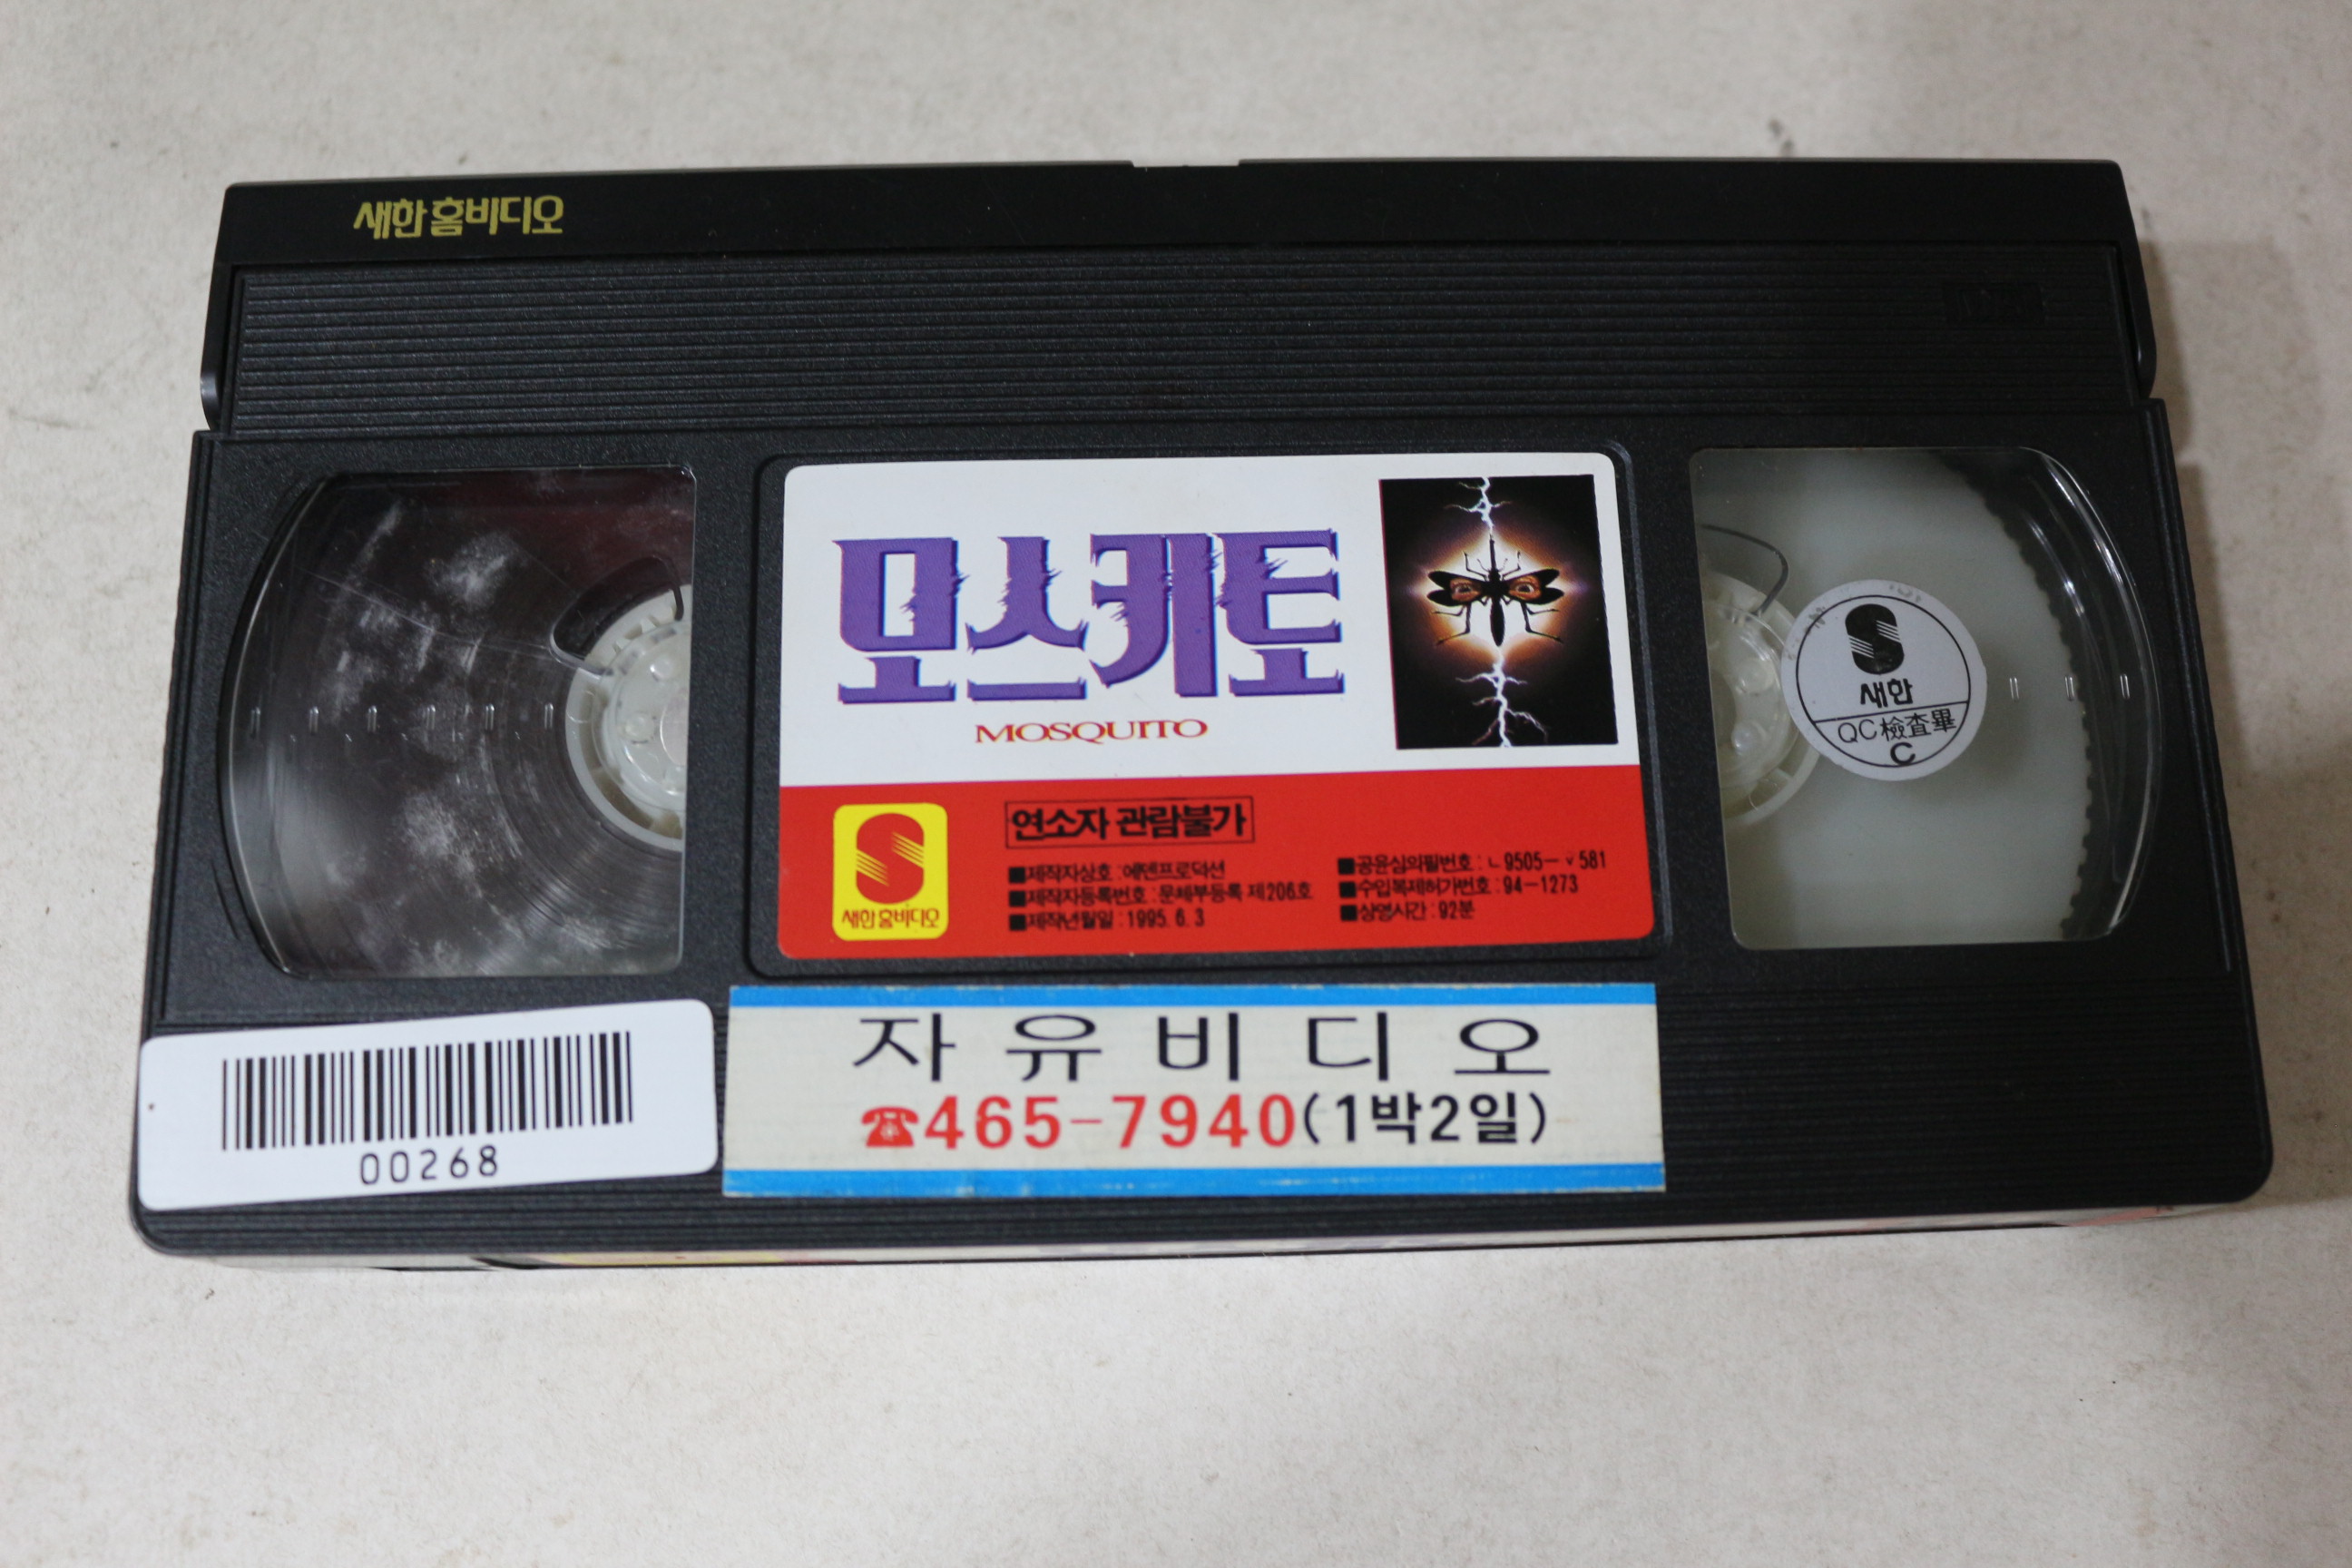 새한홈비디오
모스키토
MOSQUITO
연소자 관람불가
■제작자상호 : 에덴프로덕션
■제작자등록번호 : 문체부등록 제206호
■제작년월일 : 1995. 6. 3
■공윤심의필번호 : ㄴ9505-ㅇ581
■수입복제허가번호 : 94-1273
■상영시간 : 92분
새한홈비디오
새한
QC檢査畢
C
자유비디오
☎465-7940(1박2일)
00268